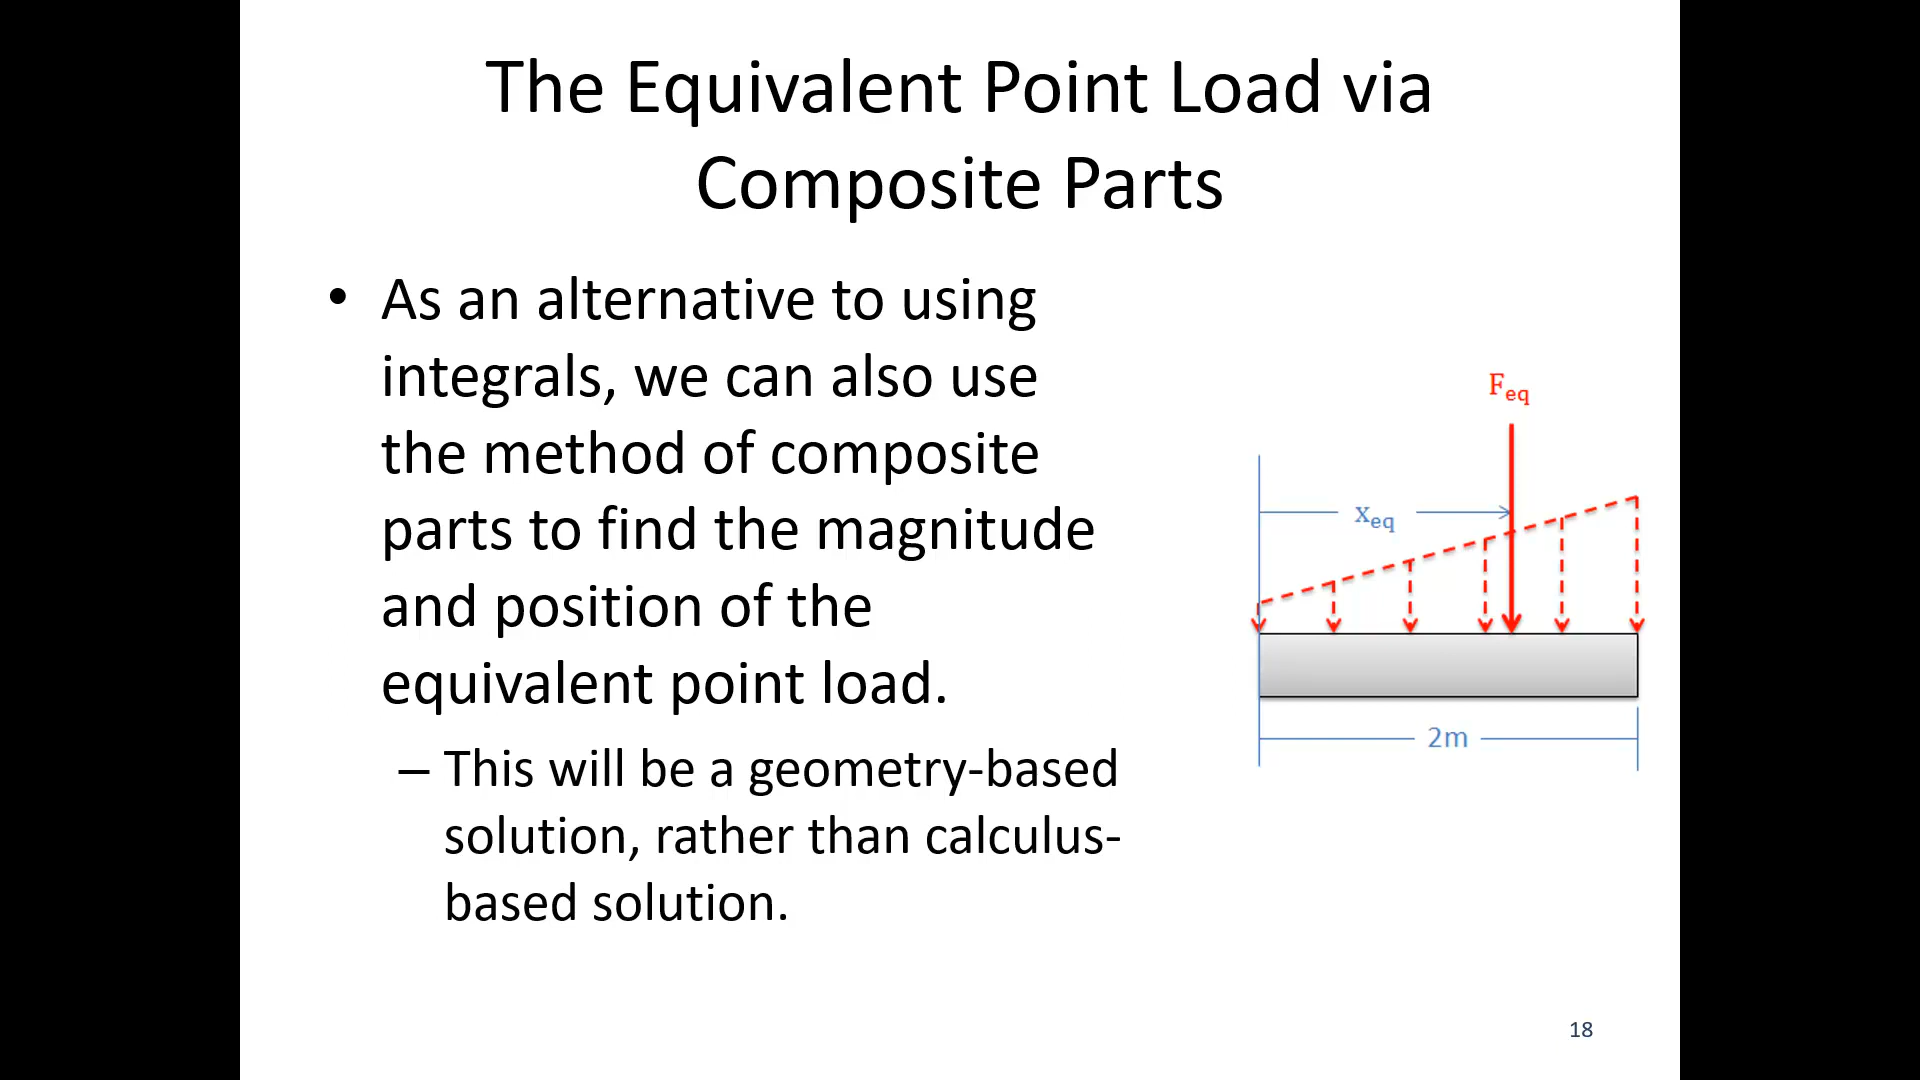 The Equivalent Point Load via
Composite Parts
• As an alternative to using
integrals, we can also use
the method of composite
parts to find the magnitude
and position of the
equivalent point load.
– This will be a geometry-based
solution, rather than calculus-
based solution.
Feq
xeq
2m
18